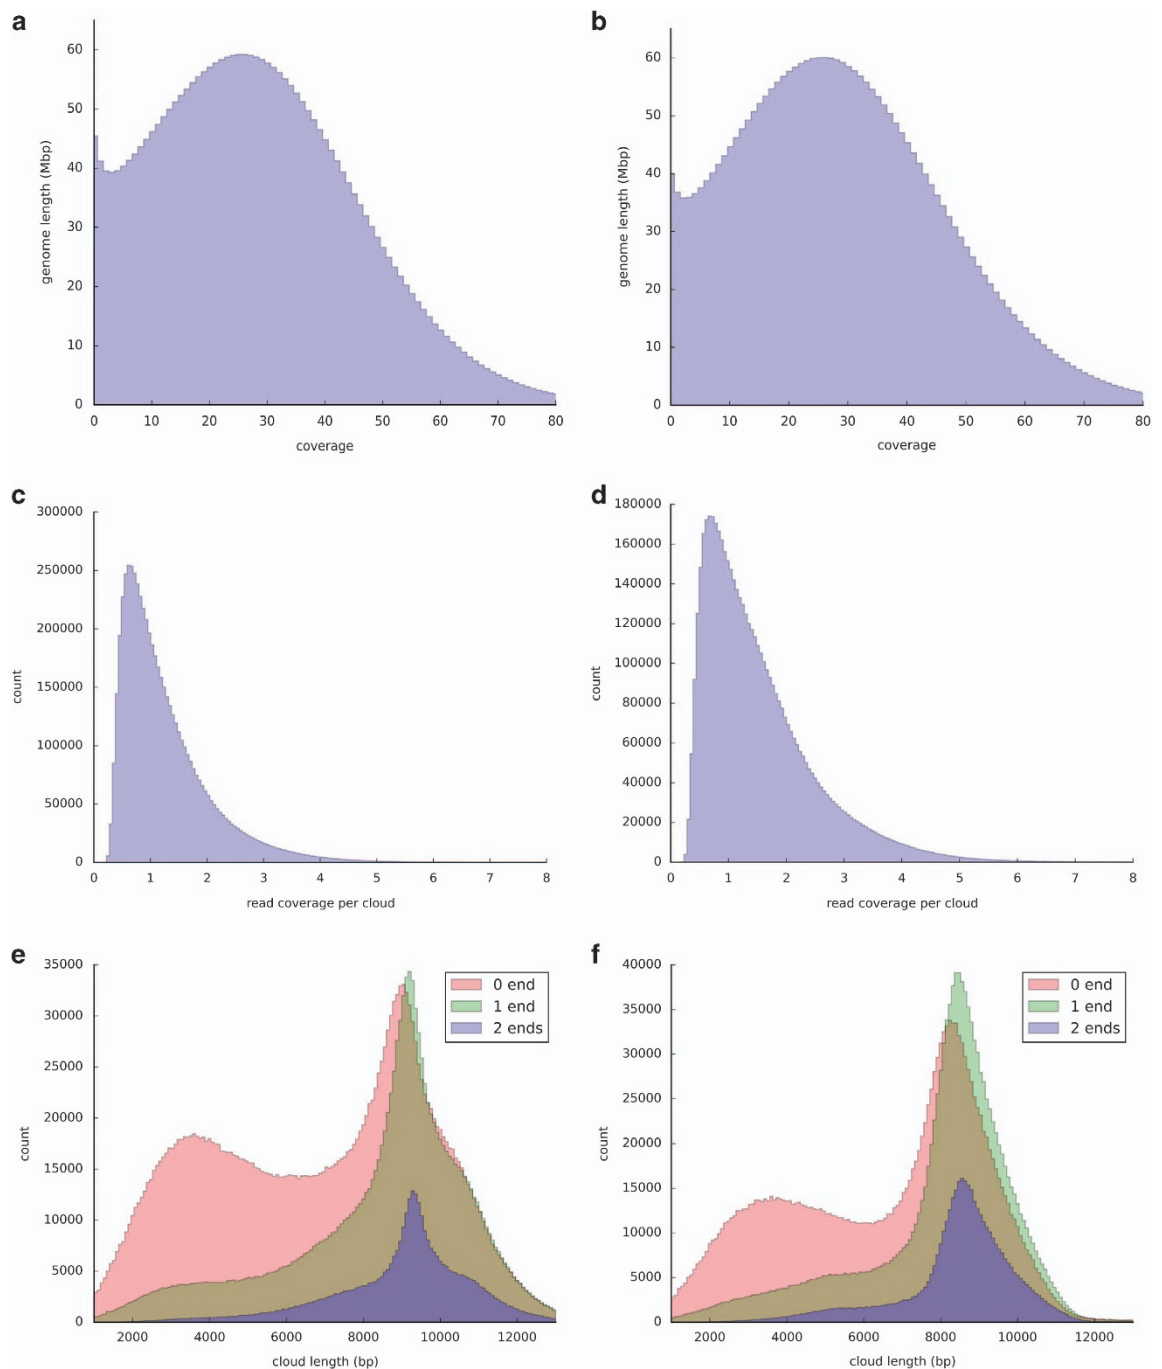 a
60
50
40
30
20
10
0
genome length (Mbp)
0 10 20 30 40 50 60 70 80
coverage
b
60
50
40
30
20
10
0
genome length (Mbp)
0 10 20 30 40 50 60 70 80
coverage
c
300000
250000
200000
150000
100000
50000
0
count
0 1 2 3 4 5 6 7 8
read coverage per cloud
d
180000
160000
140000
120000
100000
80000
60000
40000
20000
0
count
0 1 2 3 4 5 6 7 8
read coverage per cloud
e
35000
30000
25000
20000
15000
10000
5000
0
count
0 end
1 end
2 ends
2000 4000 6000 8000 10000 12000
cloud length (bp)
f
40000
35000
30000
25000
20000
15000
10000
5000
0
count
0 end
1 end
2 ends
2000 4000 6000 8000 10000 12000
cloud length (bp)